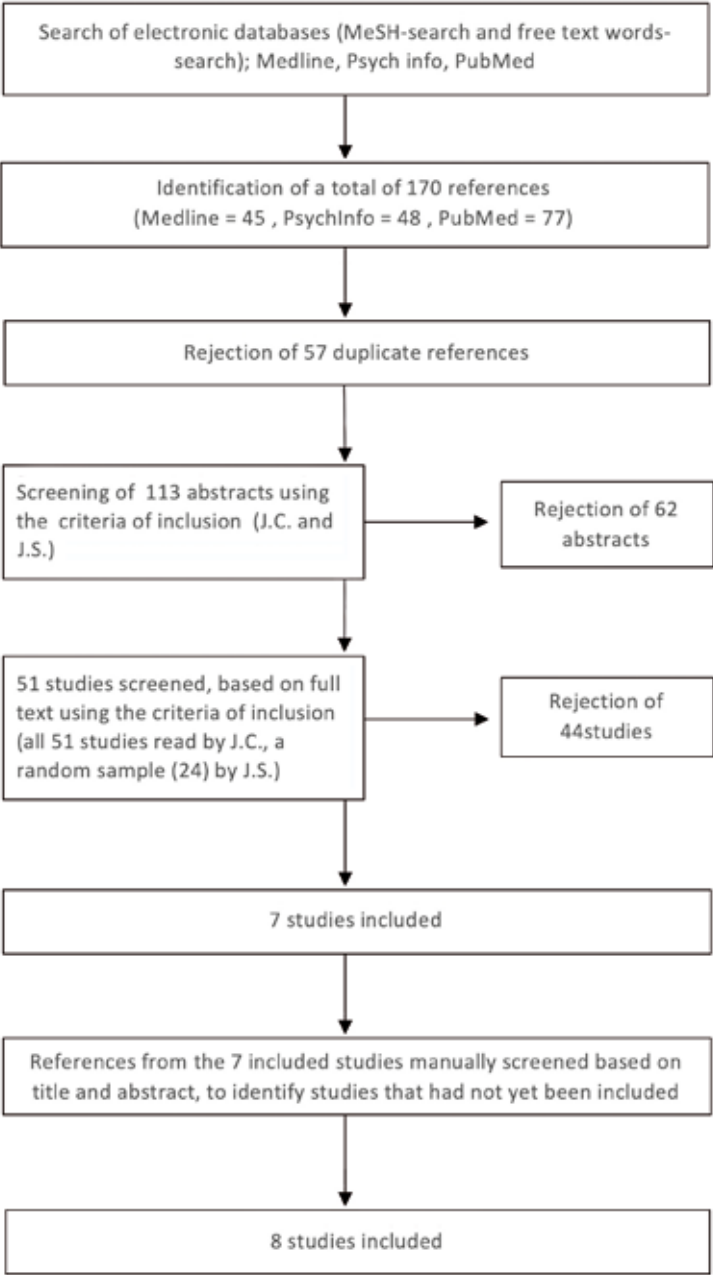 Search of electronic databases (MeSH-search and free text words-
search); Medline, Psych info, PubMed
Identification of a total of 170 references
(Medline = 45 , PsychInfo = 48 , PubMed = 77)
Rejection of 57 duplicate references
Screening of 113 abstracts using
the criteria of inclusion (J.C. and
J.S.)
Rejection of 62
abstracts
51 studies screened, based on full
text using the criteria of inclusion
(all 51 studies read by J.C., a
random sample (24) by J.S.)
Rejection of
44studies
7 studies included
References from the 7 included studies manually screened based on
title and abstract, to identify studies that had not yet been included
8 studies included